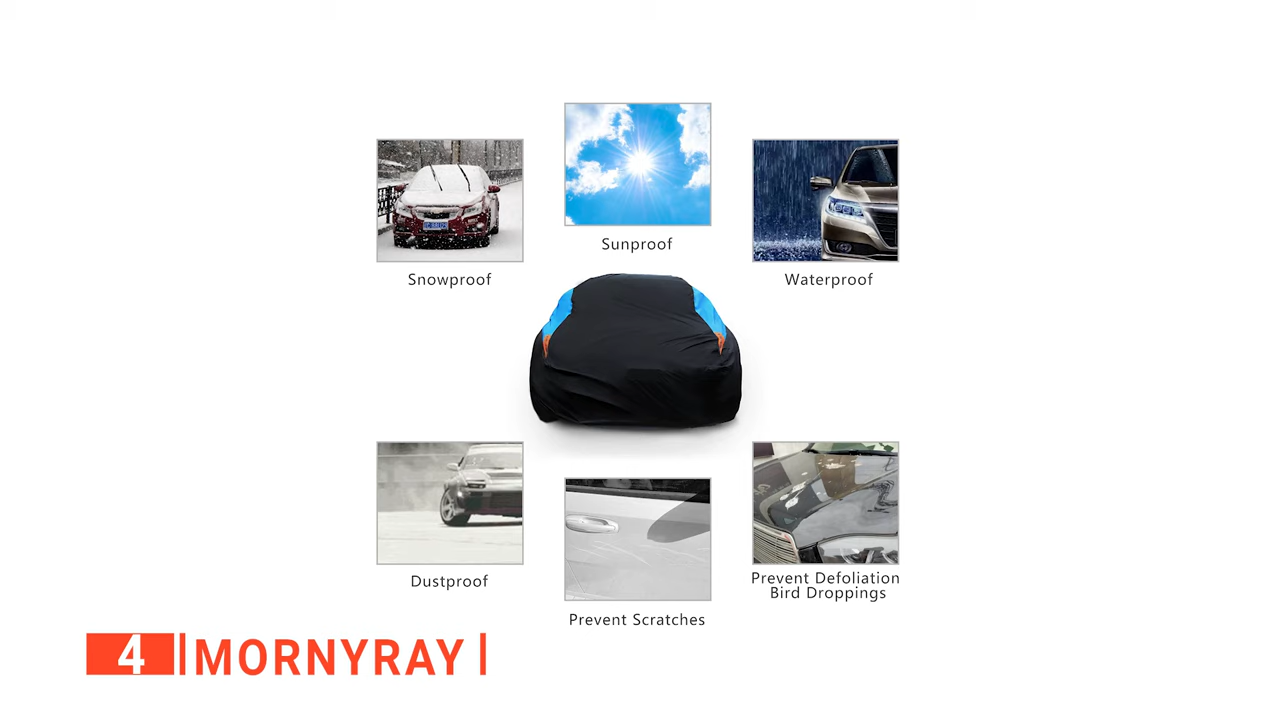 Sunproof
Snowproof
Waterproof
Dustproof
Prevent Scratches
Prevent Defoliation
Bird Droppings
4 MORNYRAY